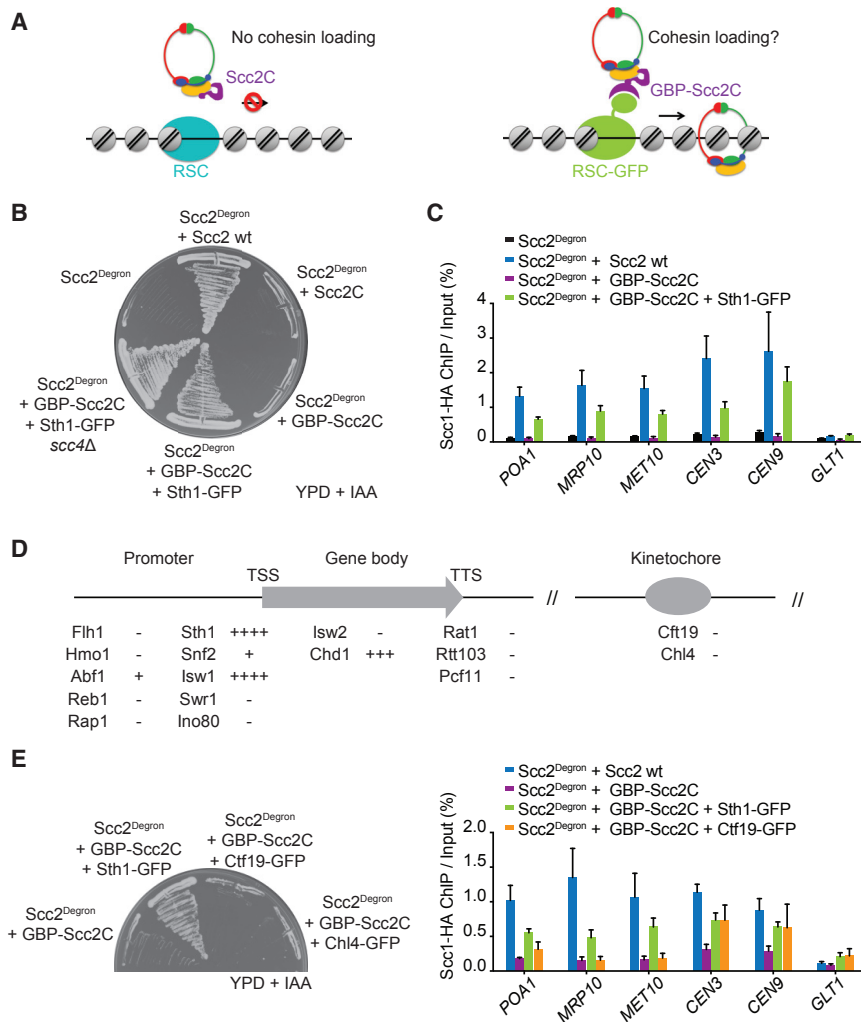 A
No cohesin loading
Scc2C
RSC
Cohesin loading?
GBP-Scc2C
RSC-GFP
B
Scc2Degron
+ Scc2 wt
Scc2Degron
Scc2Degron
+ Scc2C
Scc2Degron
+ GBP-Scc2C
+ Sth1-GFP
scc4Δ
Scc2Degron
+ GBP-Scc2C
Scc2Degron
+ GBP-Scc2C
+ Sth1-GFP
YPD + IAA
C
Scc2Degron
Scc2Degron + Scc2 wt
Scc2Degron + GBP-Scc2C
Scc2Degron + GBP-Scc2C + Sth1-GFP
Scc1-HA ChIP / Input (%)
4
3
2
1
0
POA1
MRP10
MET10
CEN3
CEN9
GLT1
D
Promoter
TSS
Gene body
TTS
//
Kinetochore
//
Flh1 - Sth1 ++++ Isw2 - Rat1 - Cft19 -
Hmo1 - Snf2 + Chd1 +++ Rtt103 - Chl4 -
Abf1 + Isw1 ++++ Pcf11 -
Reb1 - Swr1 -
Rap1 - Ino80 -
E
Scc2Degron
+ GBP-Scc2C
Scc2Degron
+ GBP-Scc2C
+ Sth1-GFP
Scc2Degron
+ GBP-Scc2C
+ Ctf19-GFP
Scc2Degron
+ GBP-Scc2C
+ Chl4-GFP
YPD + IAA
Scc2Degron + Scc2 wt
Scc2Degron + GBP-Scc2C
Scc2Degron + GBP-Scc2C + Sth1-GFP
Scc2Degron + GBP-Scc2C + Ctf19-GFP
Scc1-HA ChIP / Input (%)
2.0
1.5
1.0
0.5
0.0
POA1
MRP10
MET10
CEN3
CEN9
GLT1